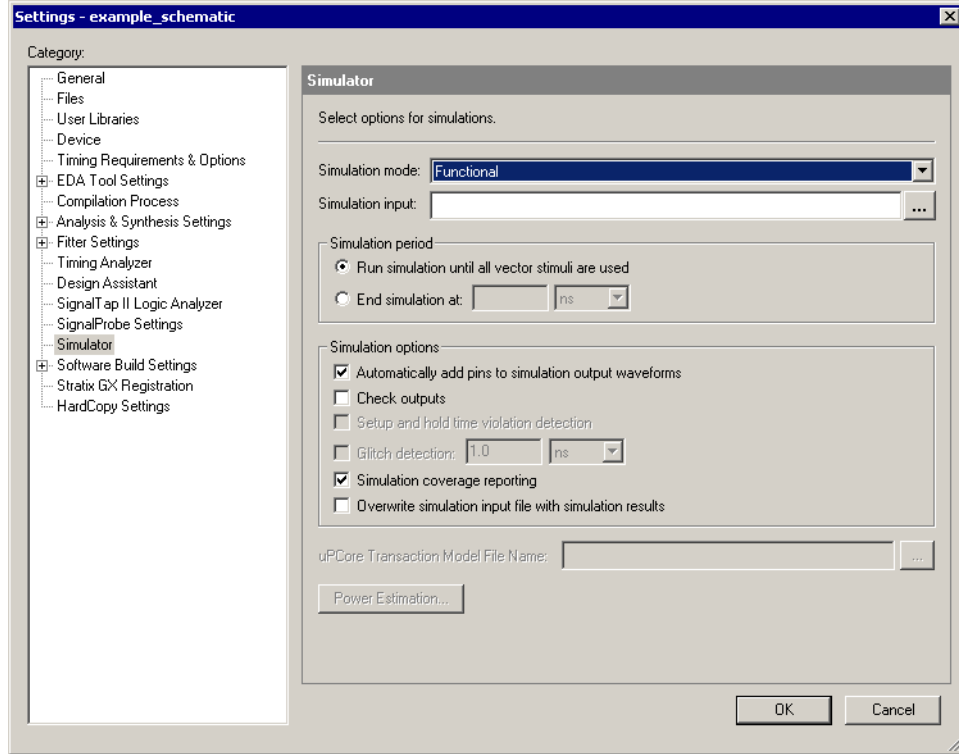 Settings - example_schematic
Category:
General
Files
User Libraries
Device
Timing Requirements & Options
EDA Tool Settings
Compilation Process
Analysis & Synthesis Settings
Fitter Settings
Timing Analyzer
Design Assistant
SignalTap II Logic Analyzer
SignalProbe Settings
Simulator
Software Build Settings
Stratix GX Registration
HardCopy Settings
Simulator
Select options for simulations.
Simulation mode: Functional
Simulation input: ...
Simulation period
Run simulation until all vector stimuli are used
End simulation at: ns
Simulation options
Automatically add pins to simulation output waveforms
Check outputs
Setup and hold time violation detection
Glitch detection: 1.0 ns
Simulation coverage reporting
Overwrite simulation input file with simulation results
uPCore Transaction Model File Name: ...
Power Estimation...
OK Cancel